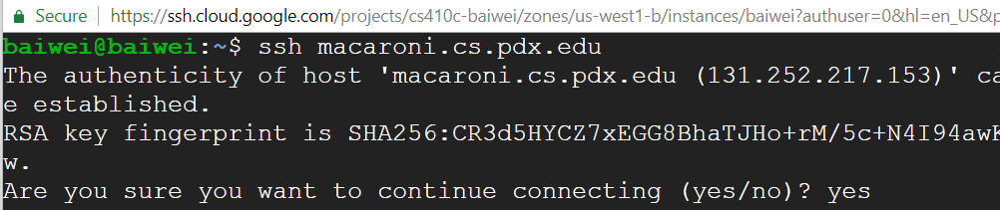 Secure https://ssh.cloud.google.com/projects/cs410c-baiwei/zones/us-west1-b/instances/baiwei?authuser=0&hl=en_US&p
baiwei@baiwei:~$ ssh macaroni.cs.pdx.edu
The authenticity of host 'macaroni.cs.pdx.edu (131.252.217.153)' ca
e established.
RSA key fingerprint is SHA256:CR3d5HYCZ7xEGG8BhaTJHo+rM/5c+N4I94awK
w.
Are you sure you want to continue connecting (yes/no)? yes